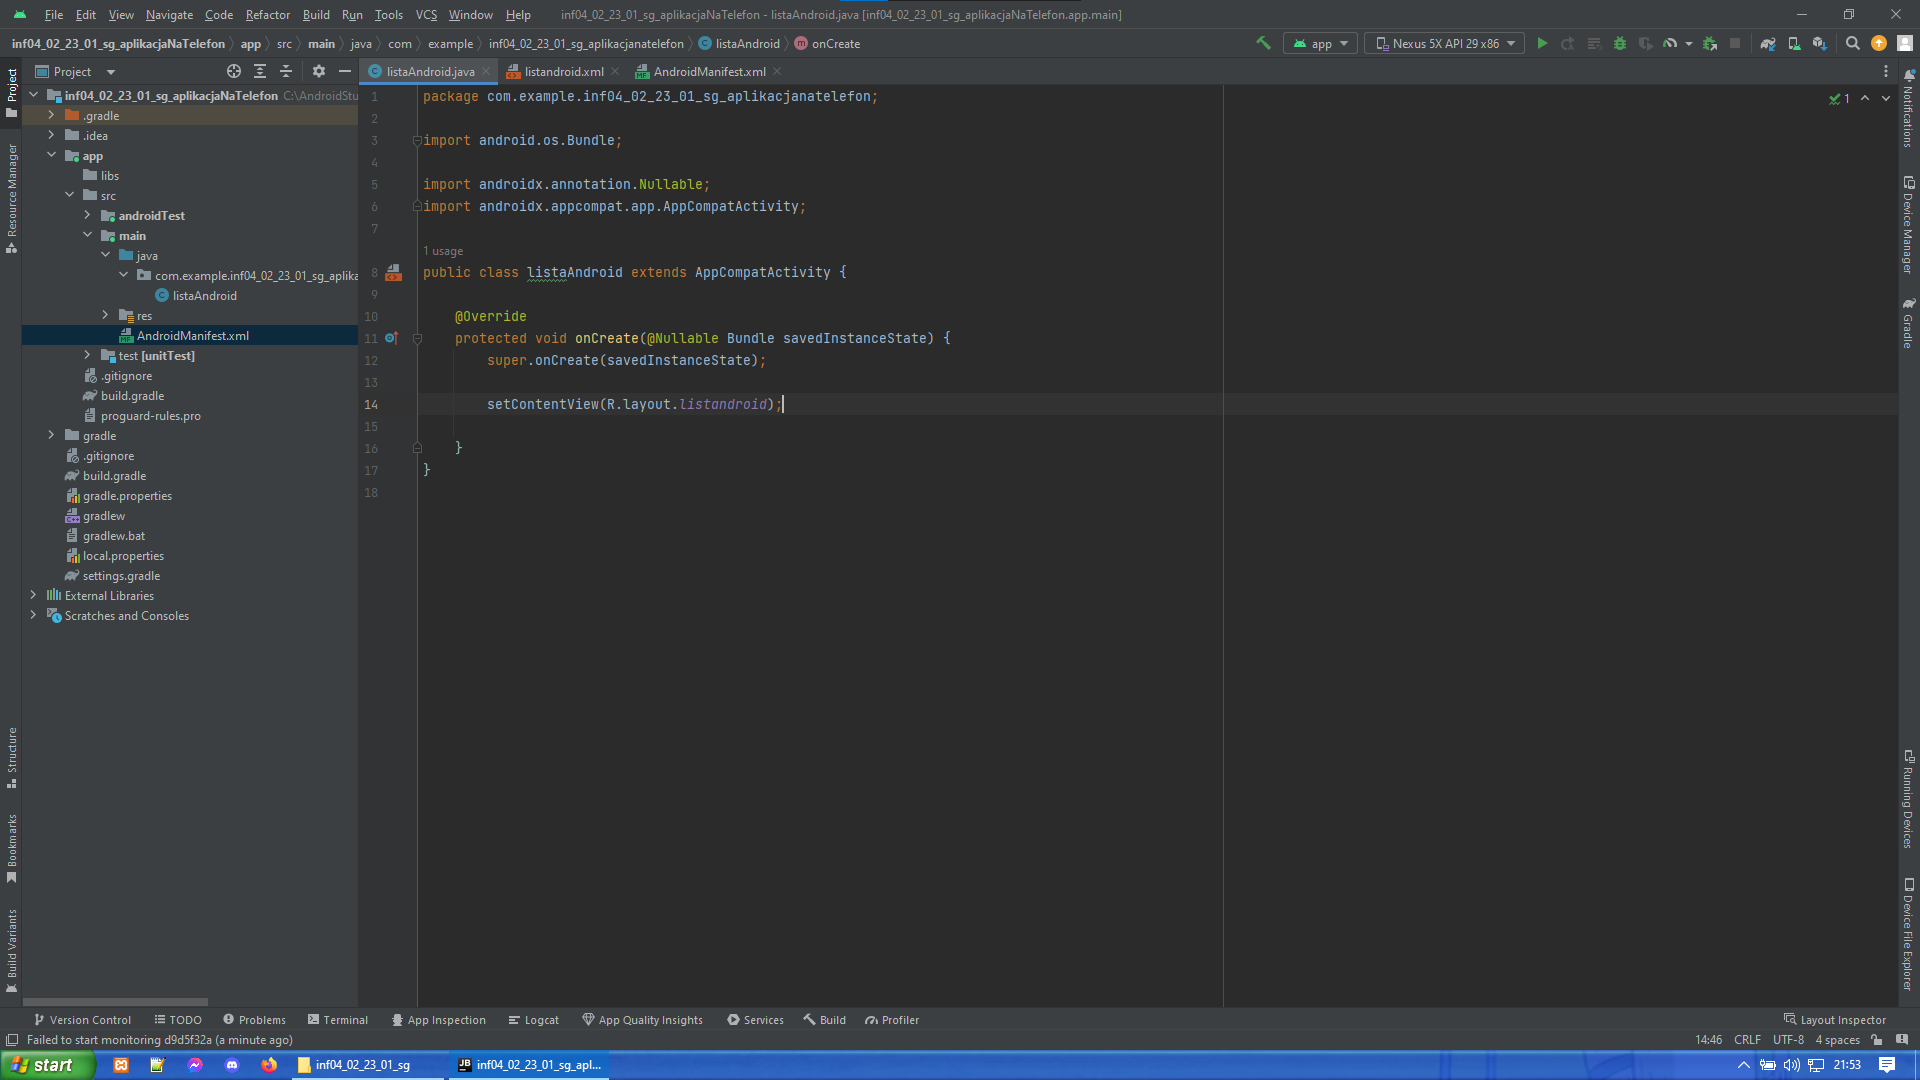 File Edit View Navigate Code Refactor Build Run Tools VCS Window Help inf04_02_23_01_sg_aplikacjaNaTelefon - listaAndroid.java [inf04_02_23_01_sg_aplikacjaNaTelefon.app.main]
inf04_02_23_01_sg_aplikacjaNaTelefon app src main java com example inf04_02_23_01_sg_aplikacjanatelefon listaAndroid onCreate app Nexus 5X API 29 x86
Project listaAndroid.java listandroid.xml AndroidManifest.xml
inf04_02_23_01_sg_aplikacjaNaTelefon C:\AndroidStu
.gradle
.idea
app
libs
src
androidTest
main
java
com.example.inf04_02_23_01_sg_aplika
listaAndroid
res
AndroidManifest.xml
test [unitTest]
.gitignore
build.gradle
proguard-rules.pro
gradle
.gitignore
build.gradle
gradle.properties
gradlew
gradlew.bat
local.properties
settings.gradle
External Libraries
Scratches and Consoles
1 package com.example.inf04_02_23_01_sg_aplikacjanatelefon;
2
3 import android.os.Bundle;
4
5 import androidx.annotation.Nullable;
6 import androidx.appcompat.app.AppCompatActivity;
7
1 usage
8 public class listaAndroid extends AppCompatActivity {
9
10 @Override
11 protected void onCreate(@Nullable Bundle savedInstanceState) {
12 super.onCreate(savedInstanceState);
13
14 setContentView(R.layout.listandroid);
15
16 }
17 }
18
1
Project
Resource Manager
Structure
Bookmarks
Build Variants
Notifications
Device Manager
Gradle
Running Devices
Device File Explorer
Version Control TODO Problems Terminal App Inspection Logcat App Quality Insights Services Build Profiler Layout Inspector
Failed to start monitoring d9d5f32a (a minute ago) 14:46 CRLF UTF-8 4 spaces
start inf04_02_23_01_sg inf04_02_23_01_sg_apl... 21:53